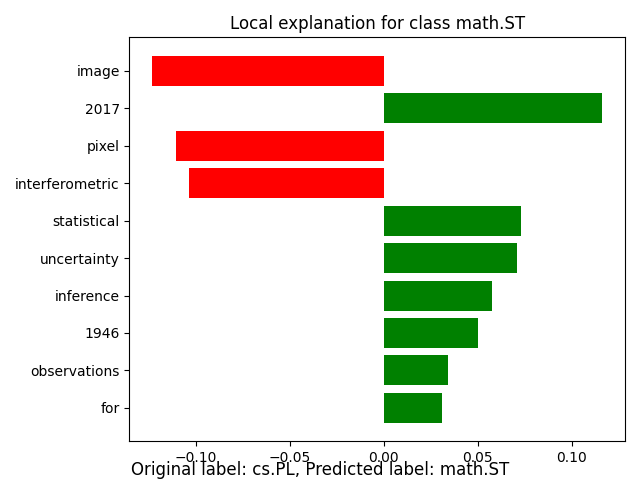 Local explanation for class math.ST
image
2017
pixel
interferometric
statistical
uncertainty
inference
1946
observations
for
−0.10 −0.05 0.00 0.05 0.10
Original label: cs.PL, Predicted label: math.ST